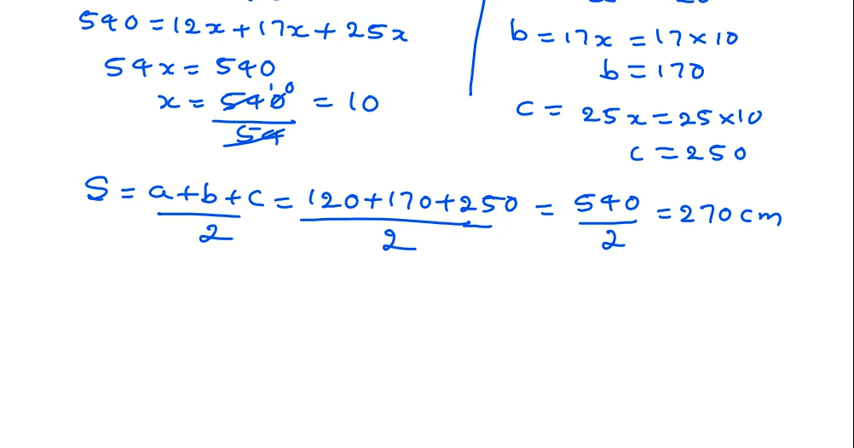 540 = 12x + 17x + 25x
54x = 540
x = 540/54 = 10
b = 17x = 17 × 10
b = 170
c = 25x = 25 × 10
c = 250
S = a + b + c / 2 = 120 + 170 + 250 / 2 = 540 / 2 = 270 cm